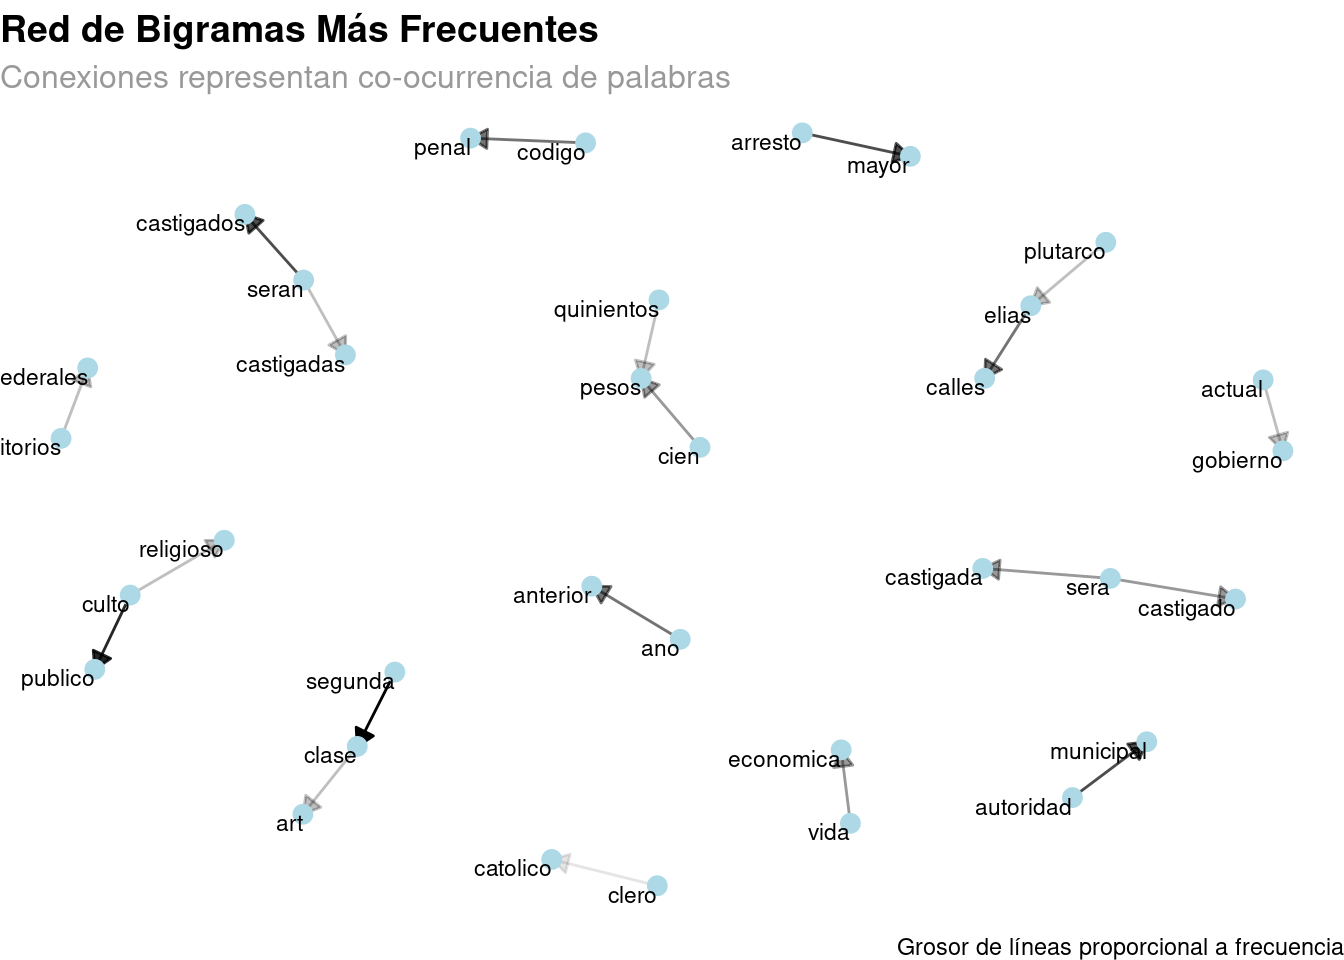 Red de Bigramas Más Frecuentes
Conexiones representan co-ocurrencia de palabras
penal
codigo
arresto
mayor
castigados
seran
castigadas
plutarco
elias
calles
quinientos
pesos
cien
ederales
itorios
actual
gobierno
religioso
culto
publico
anterior
ano
castigada
sera
castigado
segunda
clase
art
economica
vida
municipal
autoridad
catolico
clero
Grosor de líneas proporcional a frecuencia